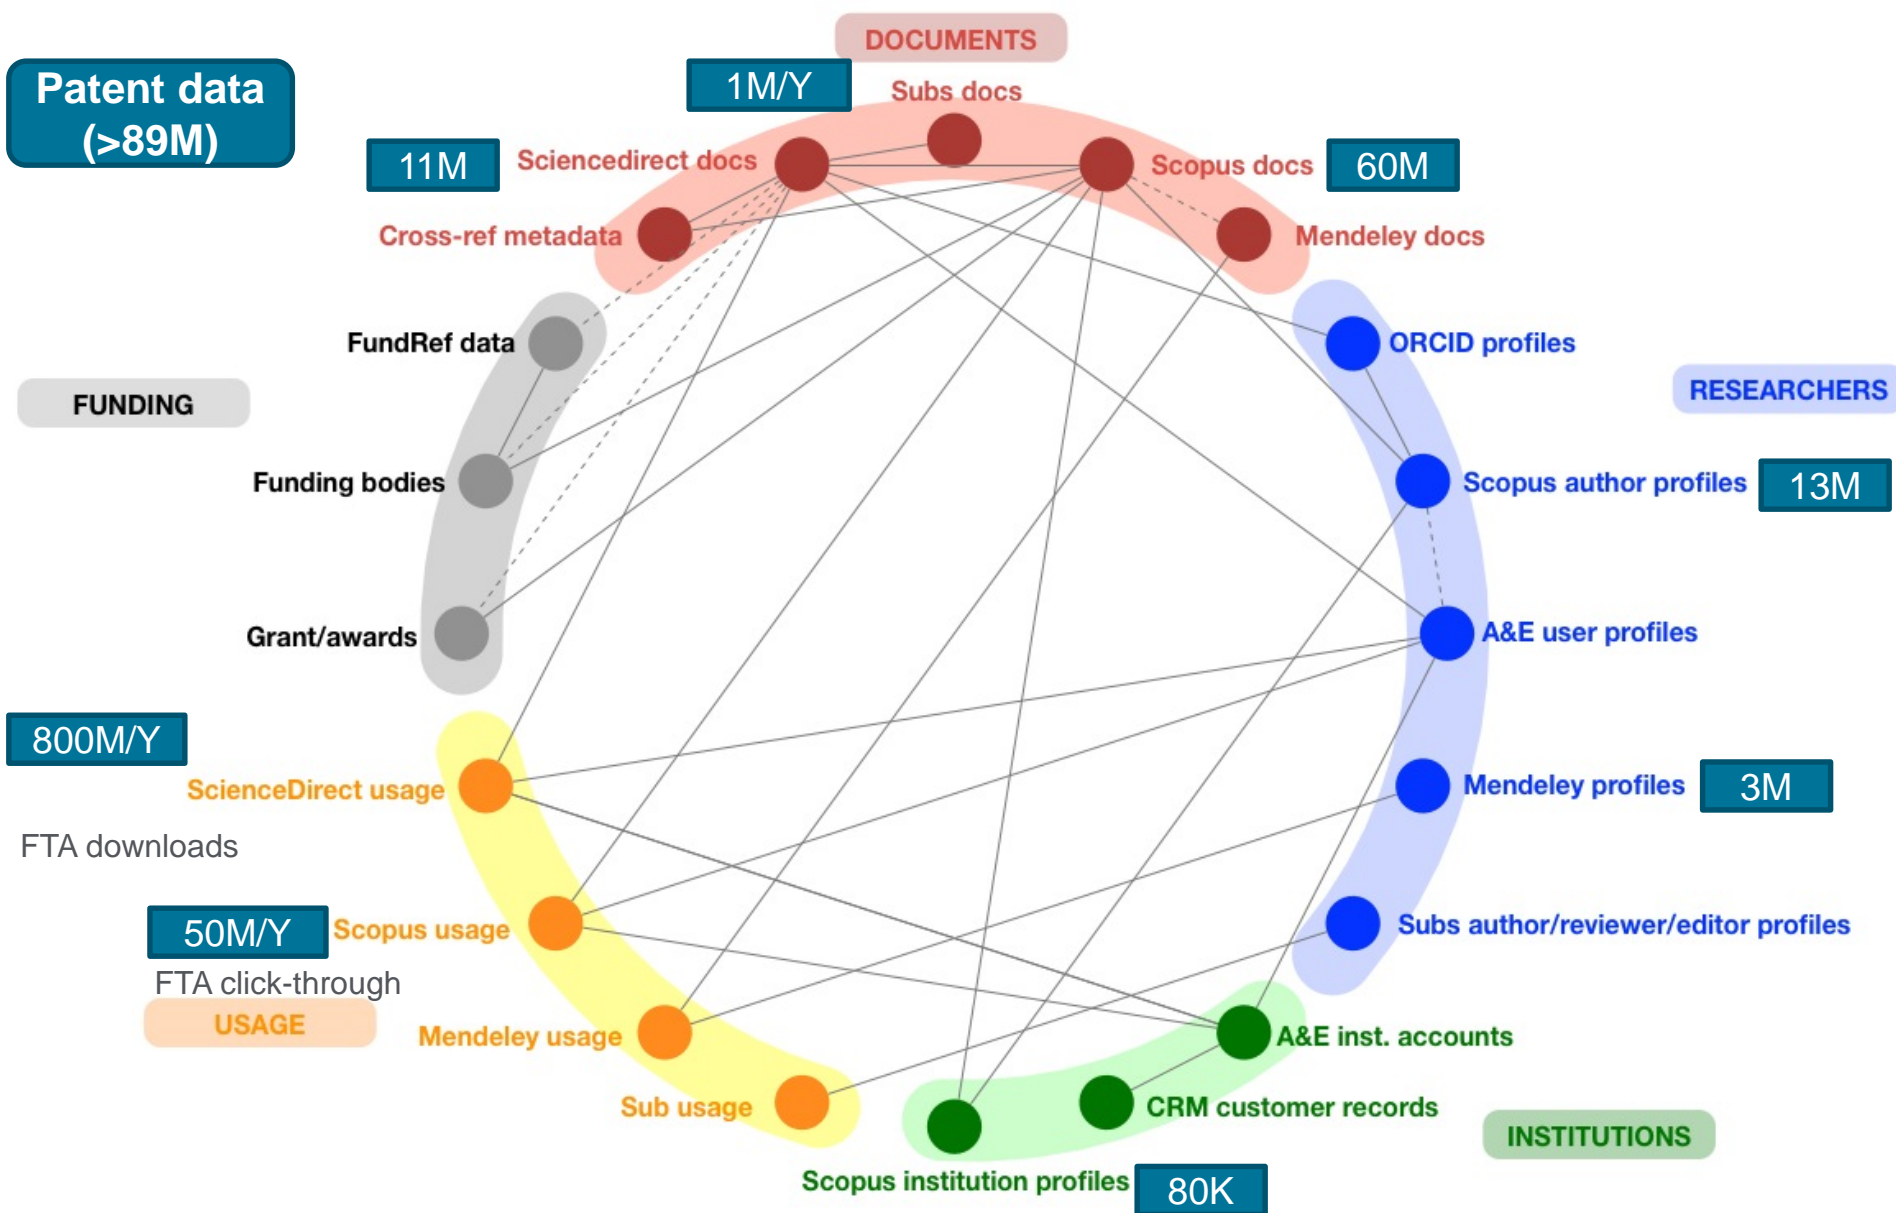 DOCUMENTS
Patent data
(>89M)
1M/Y
Subs docs
11M
Sciencedirect docs
Scopus docs
60M
Cross-ref metadata
Mendeley docs
FundRef data
ORCID profiles
FUNDING
RESEARCHERS
Funding bodies
Scopus author profiles
13M
Grant/awards
A&E user profiles
800M/Y
ScienceDirect usage
Mendeley profiles
3M
FTA downloads
50M/Y
Scopus usage
Subs author/reviewer/editor profiles
FTA click-through
USAGE
Mendeley usage
A&E inst. accounts
Sub usage
CRM customer records
INSTITUTIONS
Scopus institution profiles
80K